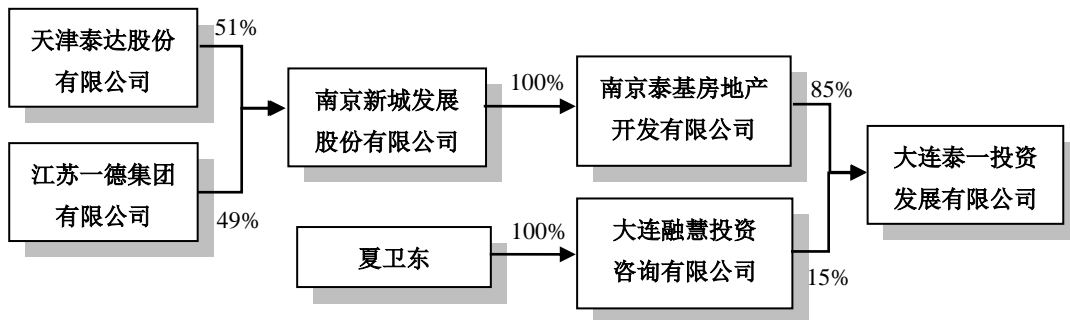 天津泰达股份
有限公司
51%
江苏一德集团
有限公司
49%
南京新城发展
股份有限公司
100%
南京泰基房地产
开发有限公司
85%
夏卫东
100%
大连融慧投资
咨询有限公司
15%
大连泰一投资
发展有限公司